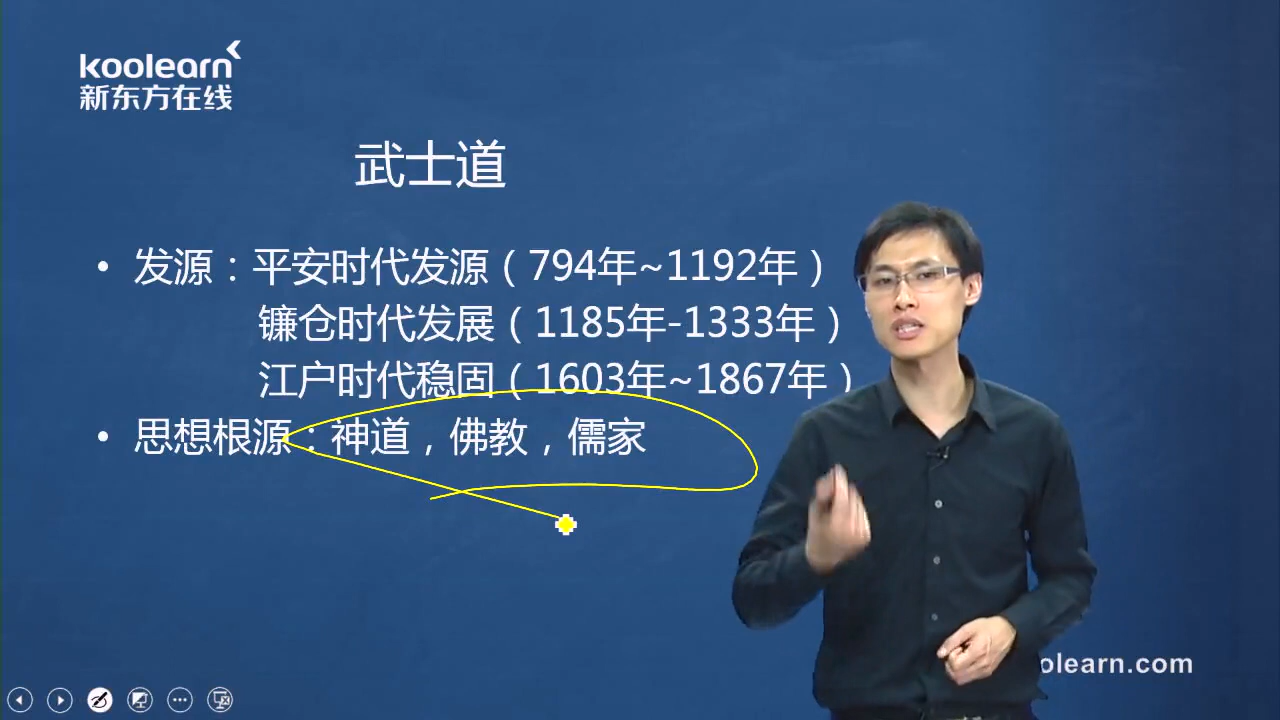 koolearn
新东方在线
武士道
• 发源：平安时代发源（794年~1192年）
镰仓时代发展（1185年-1333年）
江户时代稳固（1603年~1867年）
• 思想根源：神道，佛教，儒家
olearn.com